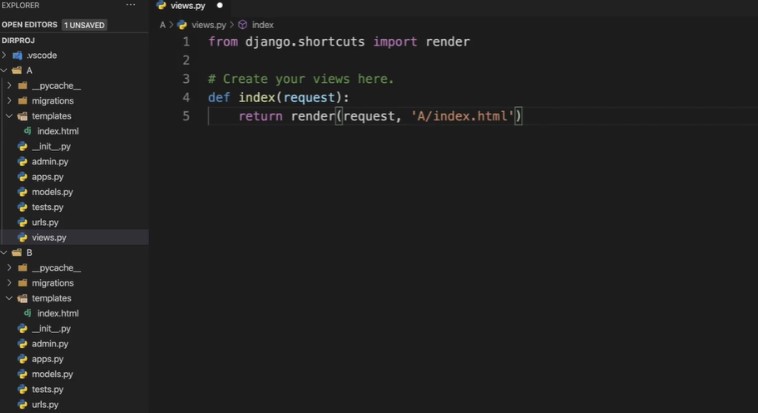 EXPLORER
OPEN EDITORS 1 UNSAVED
DIRPROJ
.vscode
A
__pycache__
migrations
templates
index.html
__init__.py
admin.py
apps.py
models.py
tests.py
urls.py
views.py
B
__pycache__
migrations
templates
index.html
__init__.py
admin.py
apps.py
models.py
tests.py
urls.py
views.py
A > views.py > index
1 from django.shortcuts import render
2
3 # Create your views here.
4 def index(request):
5 return render(request, 'A/index.html')